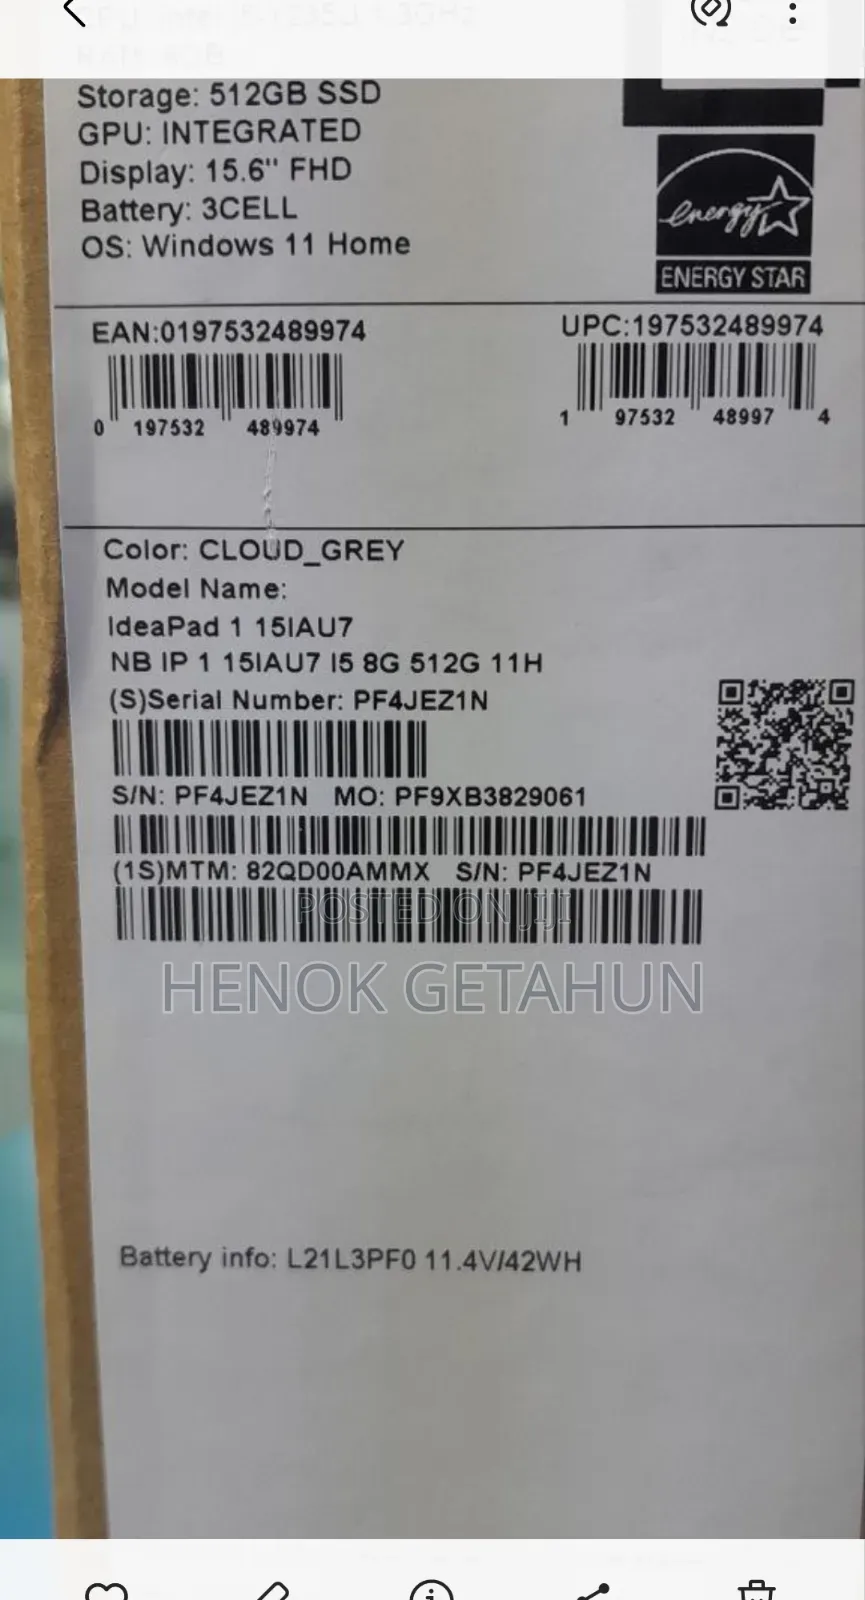 Storage: 512GB SSD
GPU: INTEGRATED
Display: 15.6" FHD
Battery: 3CELL
OS: Windows 11 Home
energy
ENERGY STAR
EAN:0197532489974
0 197532 489974
UPC:197532489974
1 97532 48997 4
Color: CLOUD_GREY
Model Name:
IdeaPad 1 15IAU7
NB IP 1 15IAU7 I5 8G 512G 11H
(S)Serial Number: PF4JEZ1N
S/N: PF4JEZ1N MO: PF9XB3829061
(1S)MTM: 82QD00AMMX S/N: PF4JEZ1N
POSTED ON JIJI
HENOK GETAHUN
Battery info: L21L3PF0 11.4V/42WH